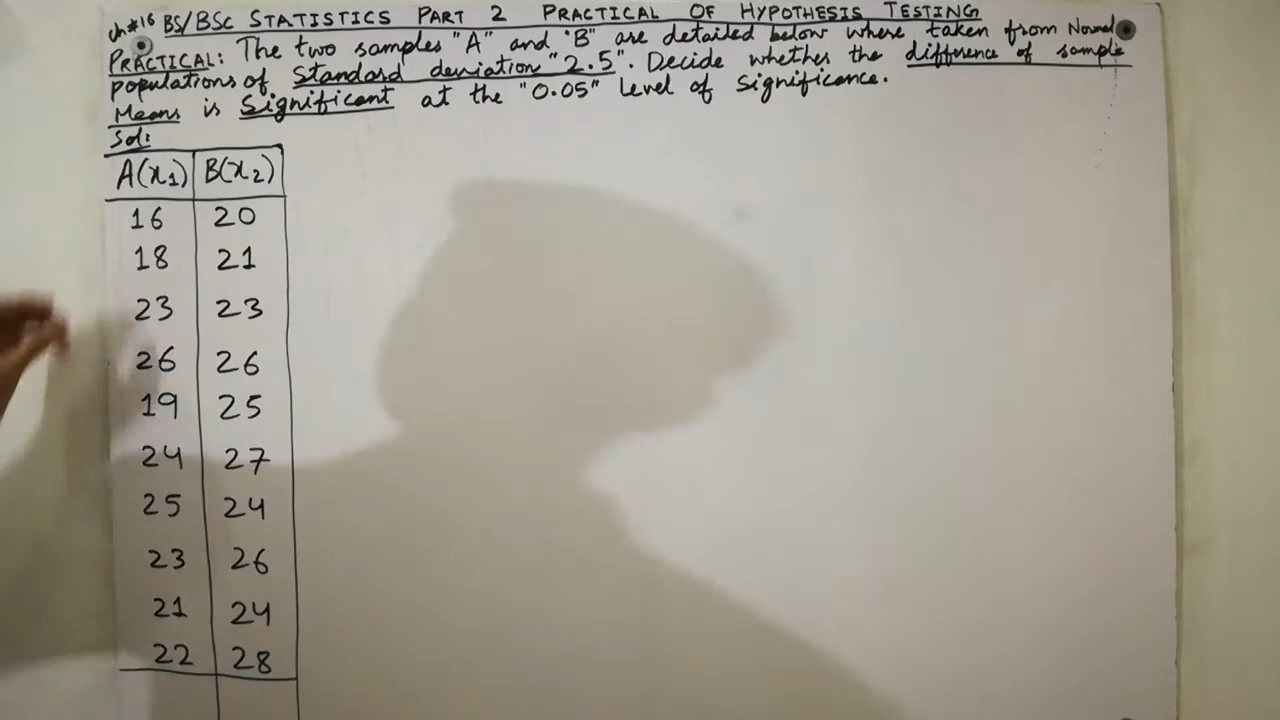 ch#16 BS/BSc STATISTICS PART 2 PRACTICAL OF HYPOTHESIS TESTING
PRACTICAL: The two samples "A" and "B" are detailed below where taken from Normal
populations of Standard deviation "2.5". Decide whether the difference of sample
Means is Significant at the "0.05" level of Significance.
Sol:
A(x1) B(x2)
16 20
18 21
23 23
26 26
19 25
24 27
25 24
23 26
21 24
22 28